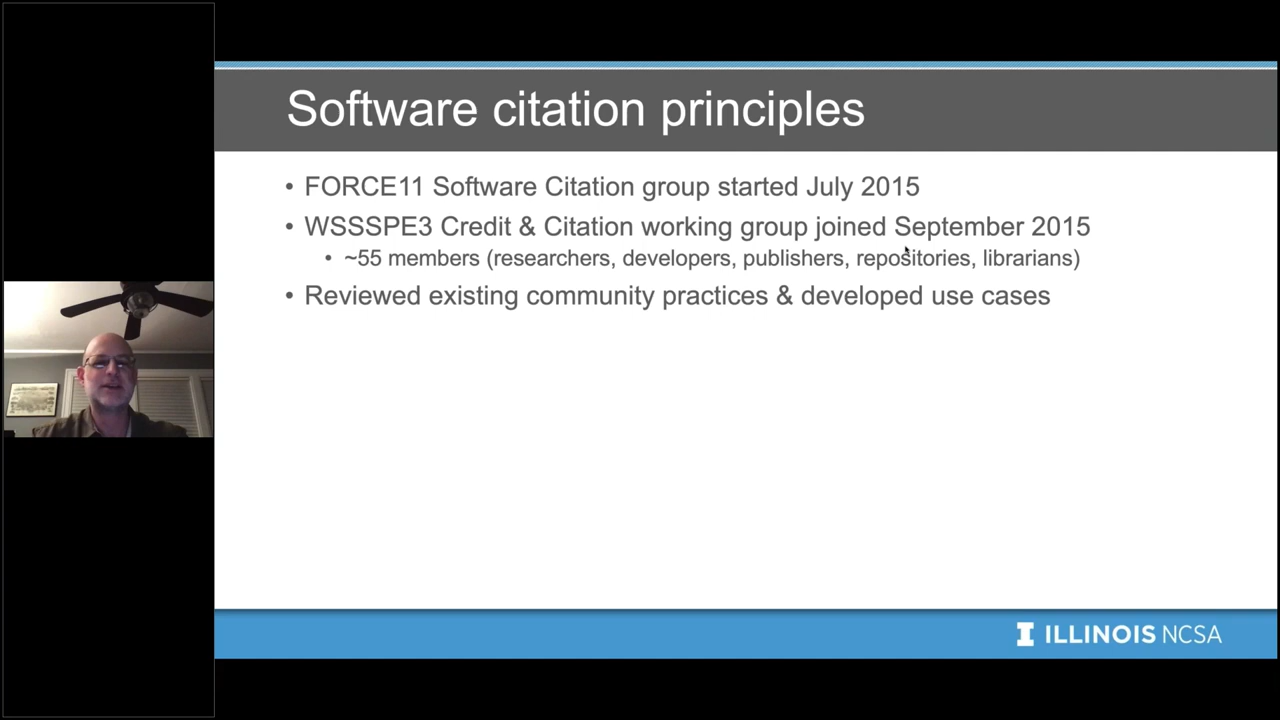 Software citation principles
• FORCE11 Software Citation group started July 2015
• WSSSPE3 Credit & Citation working group joined September 2015
• ~55 members (researchers, developers, publishers, repositories, librarians)
• Reviewed existing community practices & developed use cases
ILLINOIS NCSA